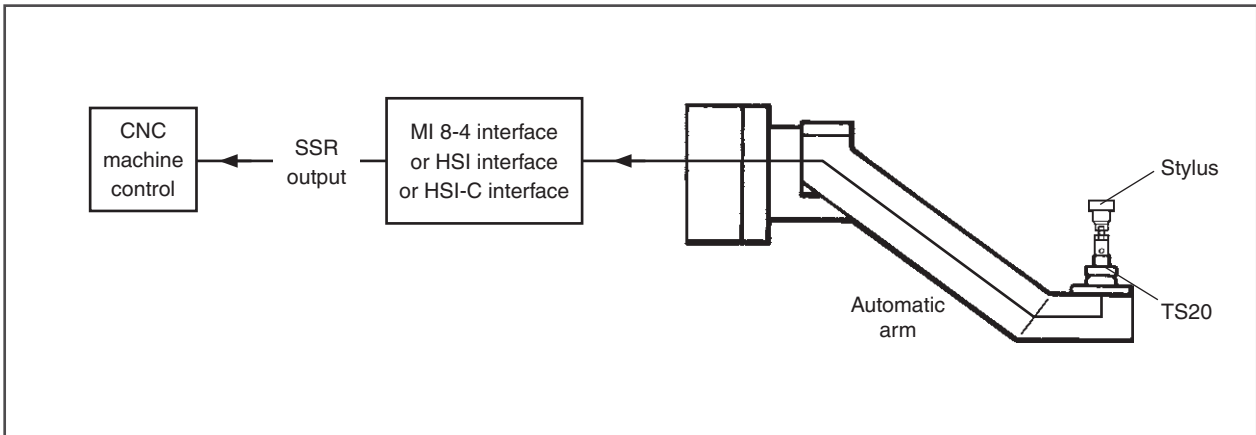 CNC
machine
control
SSR
output
MI 8-4 interface
or HSI interface
or HSI-C interface
Automatic
arm
Stylus
TS20